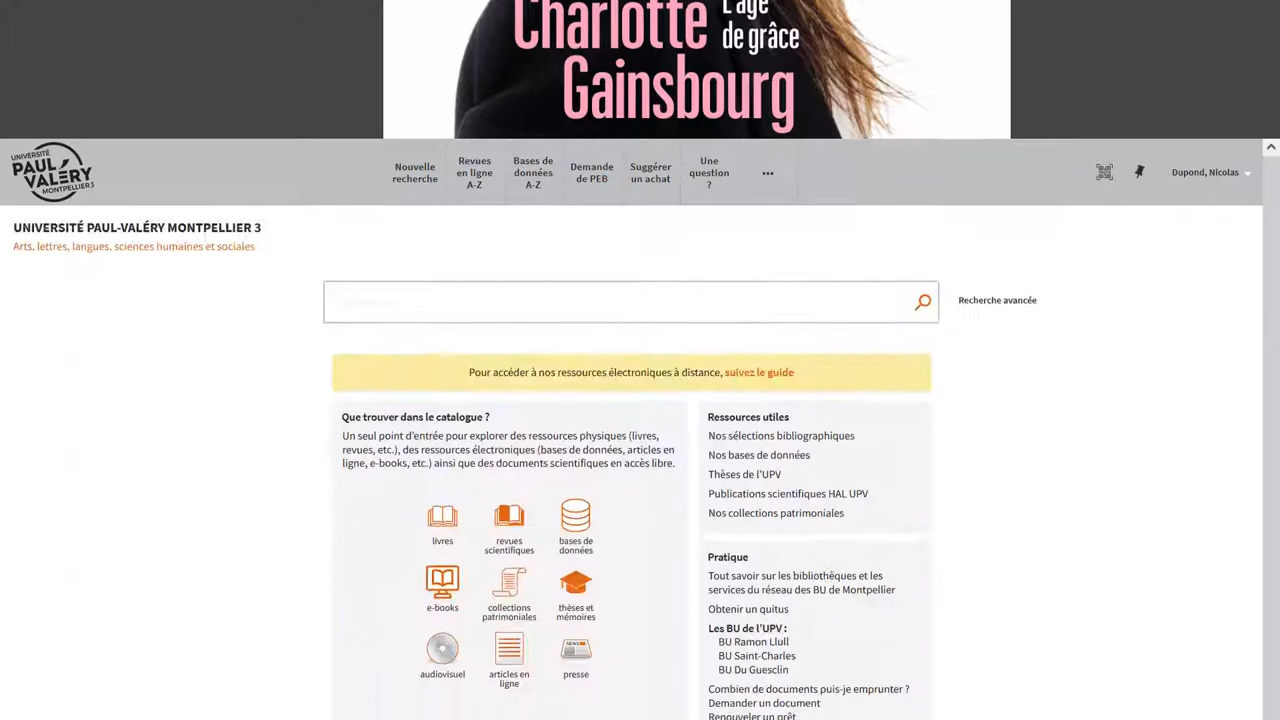 Charlotte
L'âge
de grâce
Gainsbourg
UNIVERSITÉ
PAUL
VALÉRY
MONTPELLIER 3
Nouvelle
recherche
Revues
en ligne
A-Z
Bases de
données
A-Z
Demande
de PEB
Suggérer
un achat
Une
question
?
•••
Dupond, Nicolas
UNIVERSITÉ PAUL-VALÉRY MONTPELLIER 3
Arts, lettres, langues, sciences humaines et sociales
Recherche avancée
Pour accéder à nos ressources électroniques à distance, suivez le guide
Que trouver dans le catalogue ?
Un seul point d'entrée pour explorer des ressources physiques (livres,
revues, etc.), des ressources électroniques (bases de données, articles en
ligne, e-books, etc.) ainsi que des documents scientifiques en accès libre.
livres
revues
scientifiques
bases de
données
e-books
collections
patrimoniales
thèses et
mémoires
audiovisuel
articles en
ligne
NEWS
presse
Ressources utiles
Nos sélections bibliographiques
Nos bases de données
Thèses de l'UPV
Publications scientifiques HAL UPV
Nos collections patrimoniales
Pratique
Tout savoir sur les bibliothèques et les
services du réseau des BU de Montpellier
Obtenir un quitus
Les BU de l'UPV :
BU Ramon Llull
BU Saint-Charles
BU Du Guesclin
Combien de documents puis-je emprunter ?
Demander un document
Renouveler un prêt